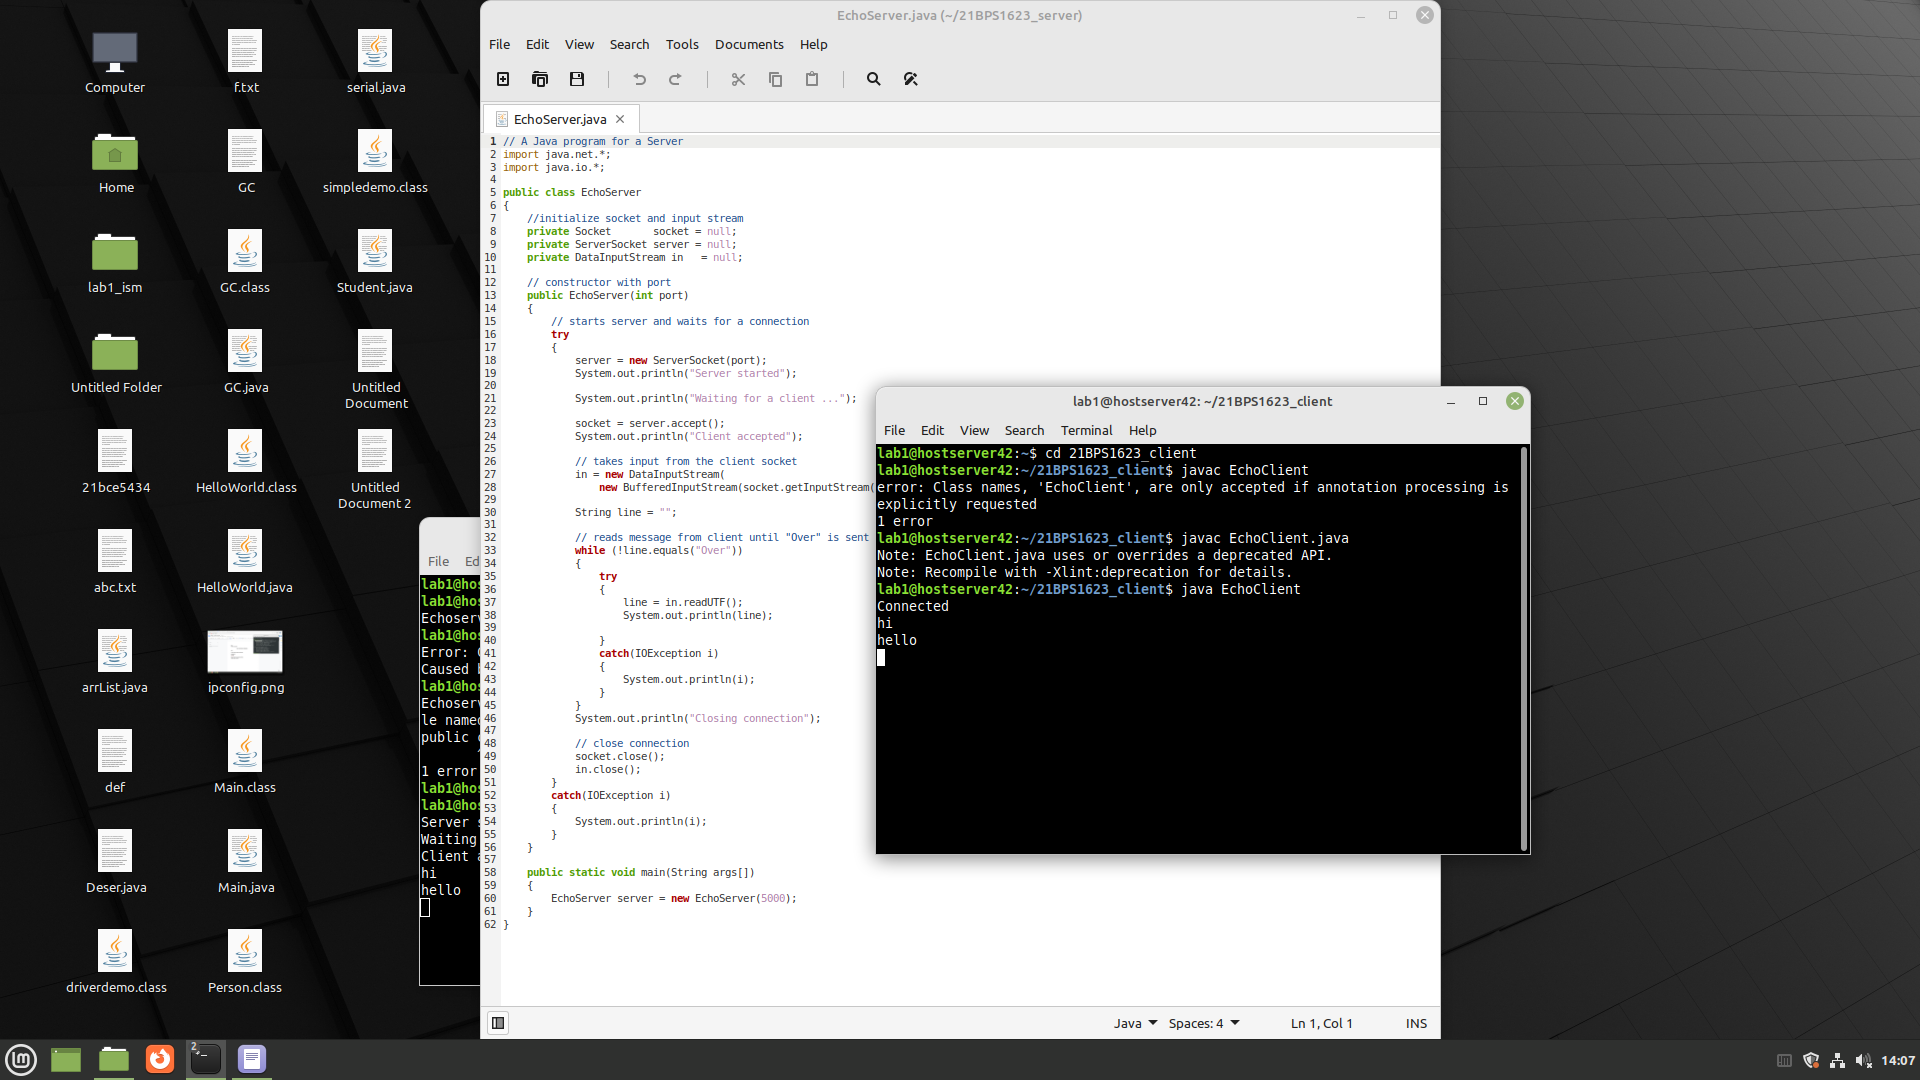 Computer
f.txt
serial.java
Home
GC
simpledemo.class
lab1_ism
GC.class
Student.java
Untitled Folder
GC.java
Untitled
Document
21bce5434
HelloWorld.class
Untitled
Document 2
abc.txt
HelloWorld.java
arrList.java
ipconfig.png
def
Main.class
Deser.java
Main.java
driverdemo.class
Person.class
File Ed
lab1@hos
lab1@hos
Echoserv
lab1@hos
Error:
Caused
lab1@hos
Echoserv
le named
public
1 error
lab1@hos
lab1@hos
Server
Waiting
Client
hi
hello
EchoServer.java (~/21BPS1623_server)
File Edit View Search Tools Documents Help
EchoServer.java
1 // A Java program for a Server
2 import java.net.*;
3 import java.io.*;
4
5 public class EchoServer
6 {
7 //initialize socket and input stream
8 private Socket socket = null;
9 private ServerSocket server = null;
10 private DataInputStream in = null;
11
12 // constructor with port
13 public EchoServer(int port)
14 {
15 // starts server and waits for a connection
16 try
17 {
18 server = new ServerSocket(port);
19 System.out.println("Server started");
20
21 System.out.println("Waiting for a client ...");
22
23 socket = server.accept();
24 System.out.println("Client accepted");
25
26 // takes input from the client socket
27 in = new DataInputStream(
28 new BufferedInputStream(socket.getInputStream(
29
30 String line = "";
31
32 // reads message from client until "Over" is sent
33 while (!line.equals("Over"))
34 {
35 try
36 {
37 line = in.readUTF();
38 System.out.println(line);
39
40 }
41 catch(IOException i)
42 {
43 System.out.println(i);
44 }
45 }
46 System.out.println("Closing connection");
47
48 // close connection
49 socket.close();
50 in.close();
51 }
52 catch(IOException i)
53 {
54 System.out.println(i);
55 }
56 }
57
58 public static void main(String args[])
59 {
60 EchoServer server = new EchoServer(5000);
61 }
62 }
Java Spaces: 4 Ln 1, Col 1 INS
lab1@hostserver42: ~/21BPS1623_client
File Edit View Search Terminal Help
lab1@hostserver42:~$ cd 21BPS1623_client
lab1@hostserver42:~/21BPS1623_client$ javac EchoClient
error: Class names, 'EchoClient', are only accepted if annotation processing is
explicitly requested
1 error
lab1@hostserver42:~/21BPS1623_client$ javac EchoClient.java
Note: EchoClient.java uses or overrides a deprecated API.
Note: Recompile with -Xlint:deprecation for details.
lab1@hostserver42:~/21BPS1623_client$ java EchoClient
Connected
hi
hello
2
14:07